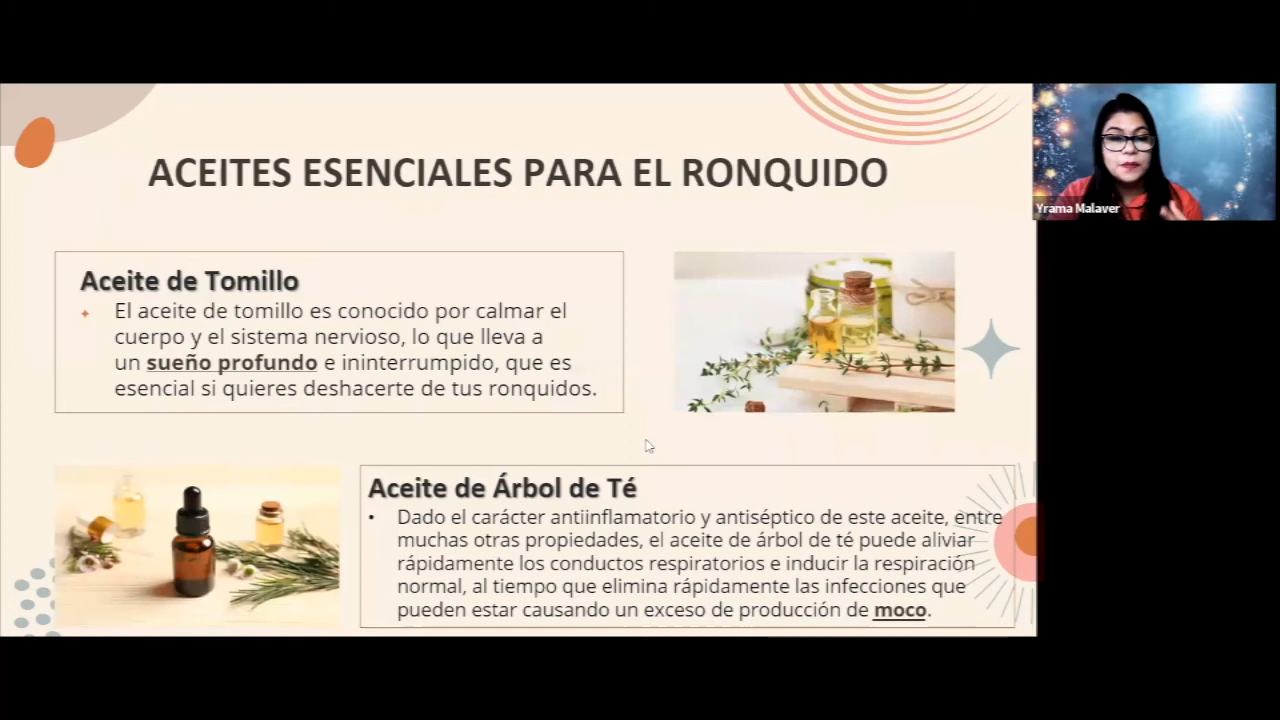 ACEITES ESENCIALES PARA EL RONQUIDO
Yrama Malaver
Aceite de Tomillo
El aceite de tomillo es conocido por calmar el
cuerpo y el sistema nervioso, lo que lleva a
un sueño profundo e ininterrumpido, que es
esencial si quieres deshacerte de tus ronquidos.
Aceite de Árbol de Té
• Dado el carácter antiinflamatorio y antiséptico de este aceite, entre
muchas otras propiedades, el aceite de árbol de té puede aliviar
rápidamente los conductos respiratorios e inducir la respiración
normal, al tiempo que elimina rápidamente las infecciones que
pueden estar causando un exceso de producción de moco.